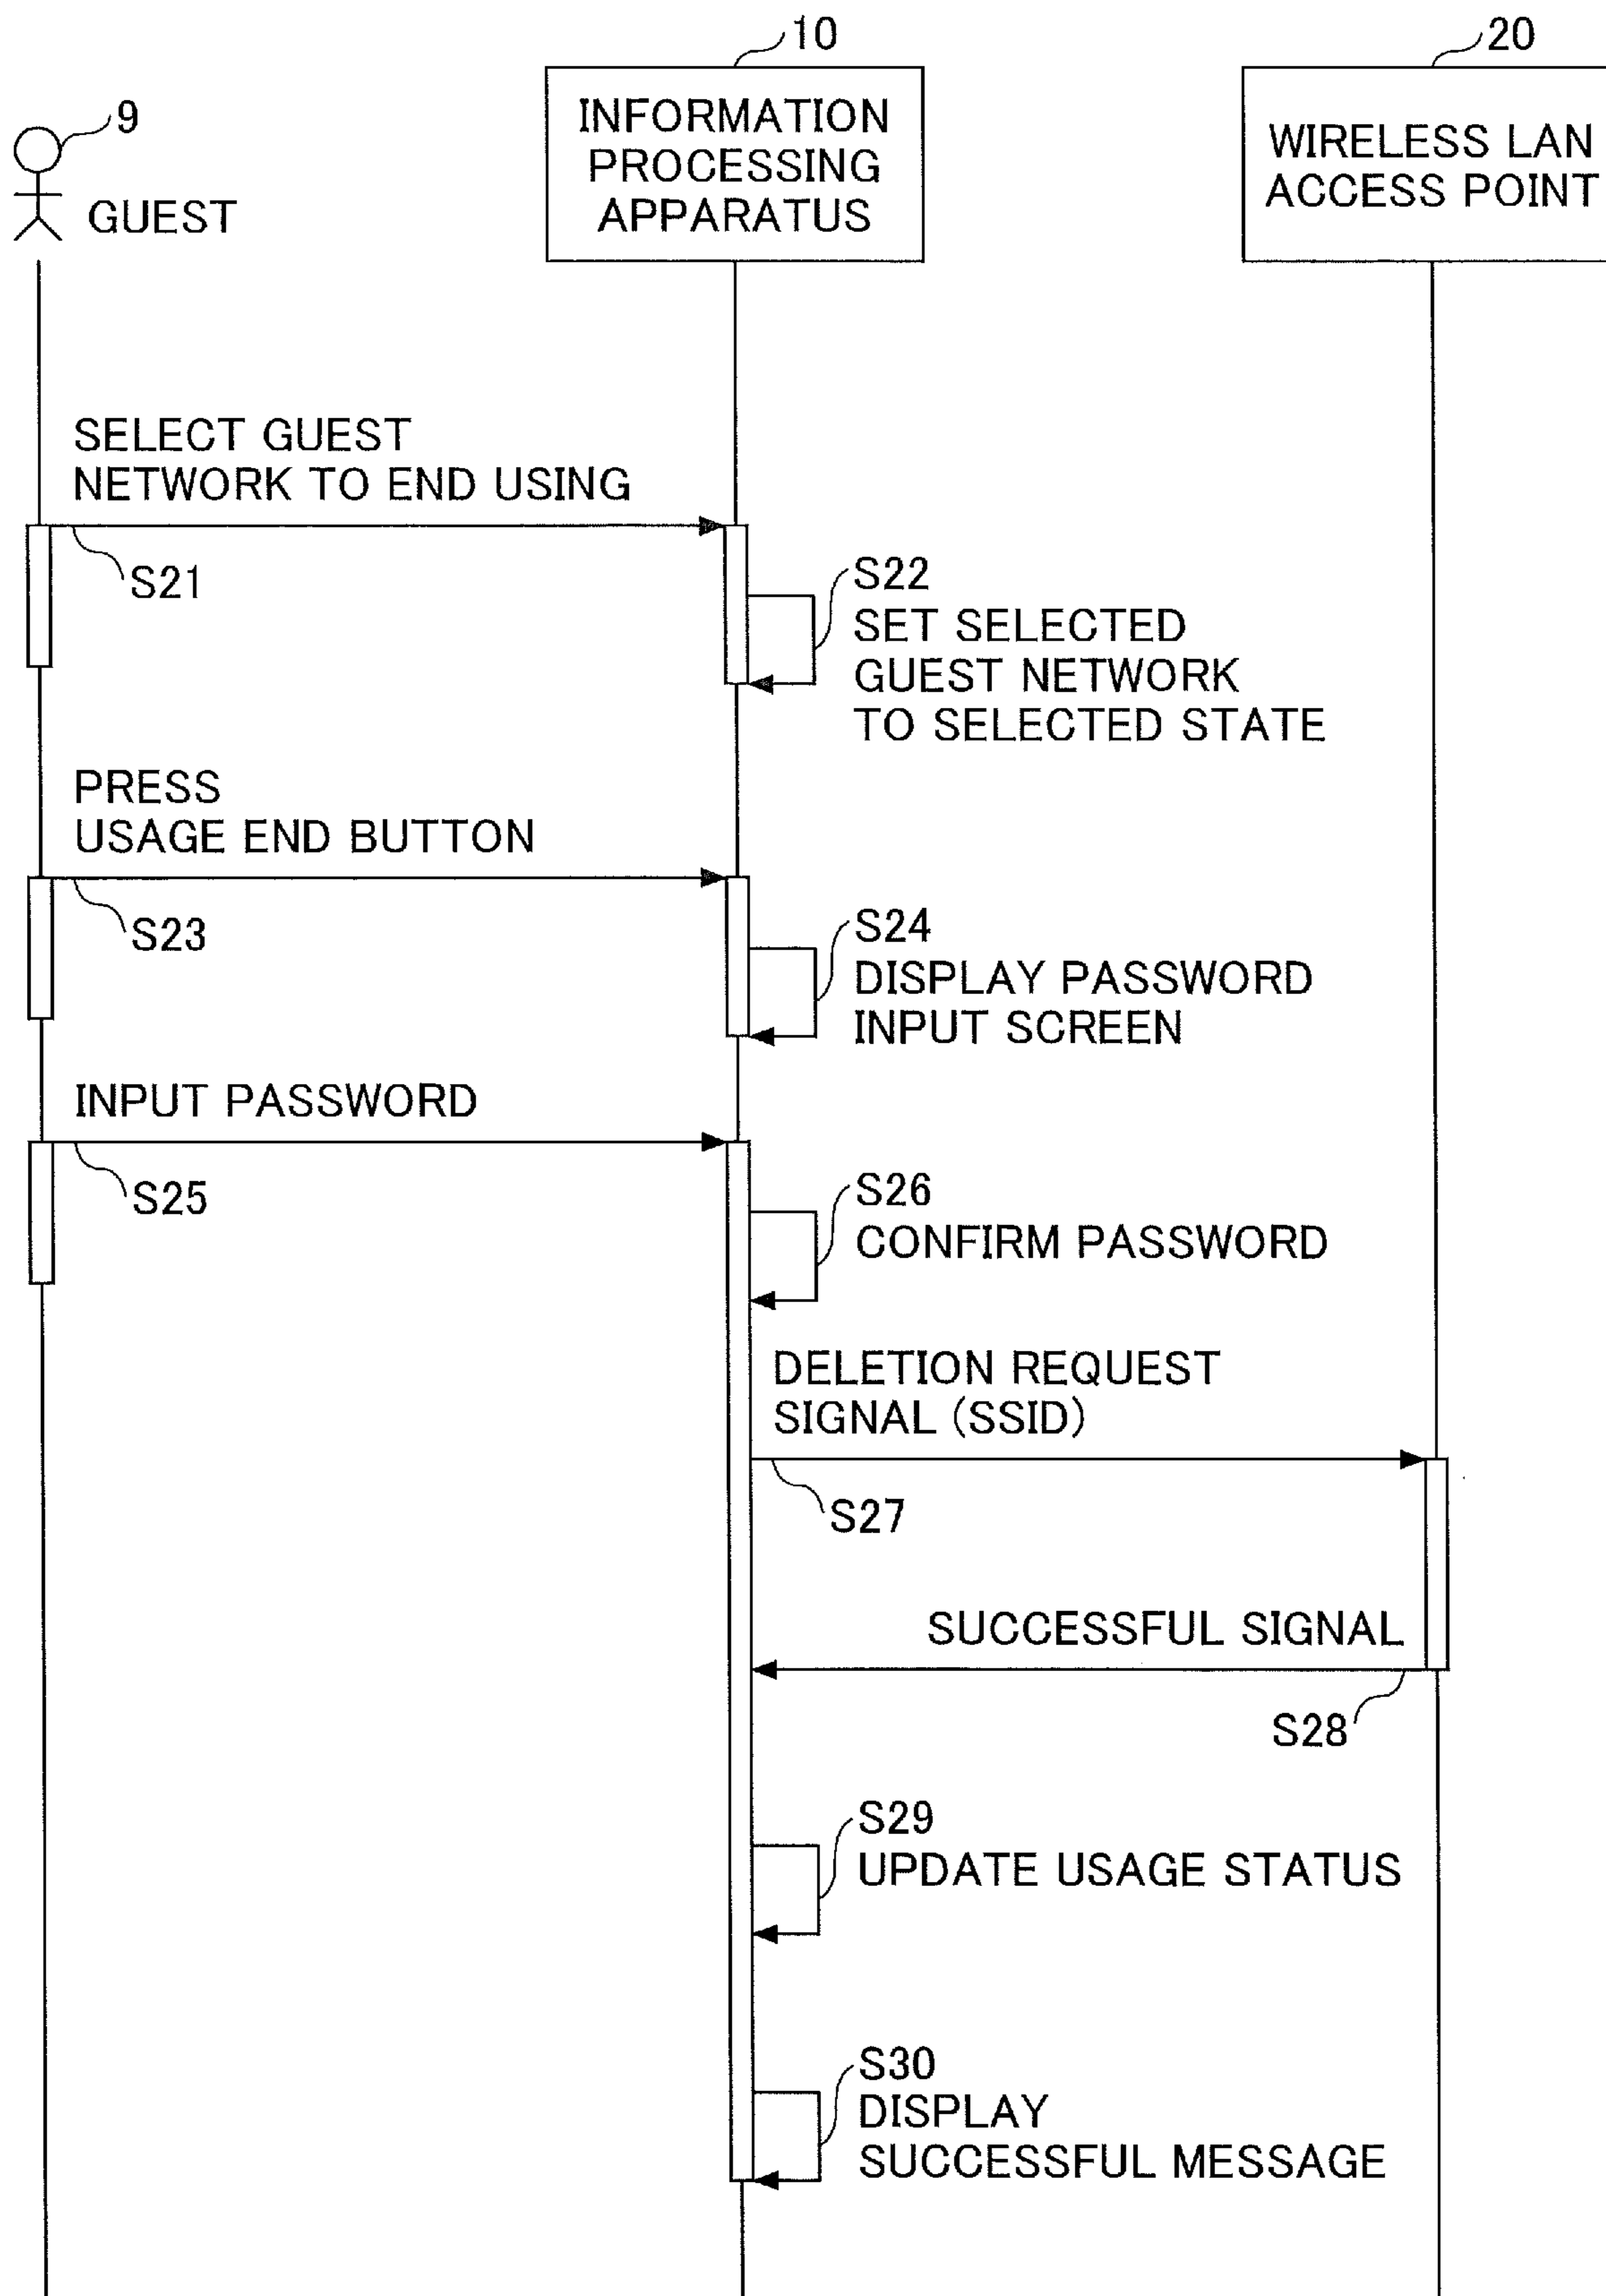 10
20
9
INFORMATION
PROCESSING
APPARATUS
WIRELESS LAN
ACCESS POINT
GUEST
SELECT GUEST
NETWORK TO END USING
S21
S22
SET SELECTED
GUEST NETWORK
TO SELECTED STATE
PRESS
USAGE END BUTTON
S23
S24
DISPLAY PASSWORD
INPUT SCREEN
INPUT PASSWORD
S25
S26
CONFIRM PASSWORD
DELETION REQUEST
SIGNAL (SSID)
S27
SUCCESSFUL SIGNAL
S28
S29
UPDATE USAGE STATUS
S30
DISPLAY
SUCCESSFUL MESSAGE